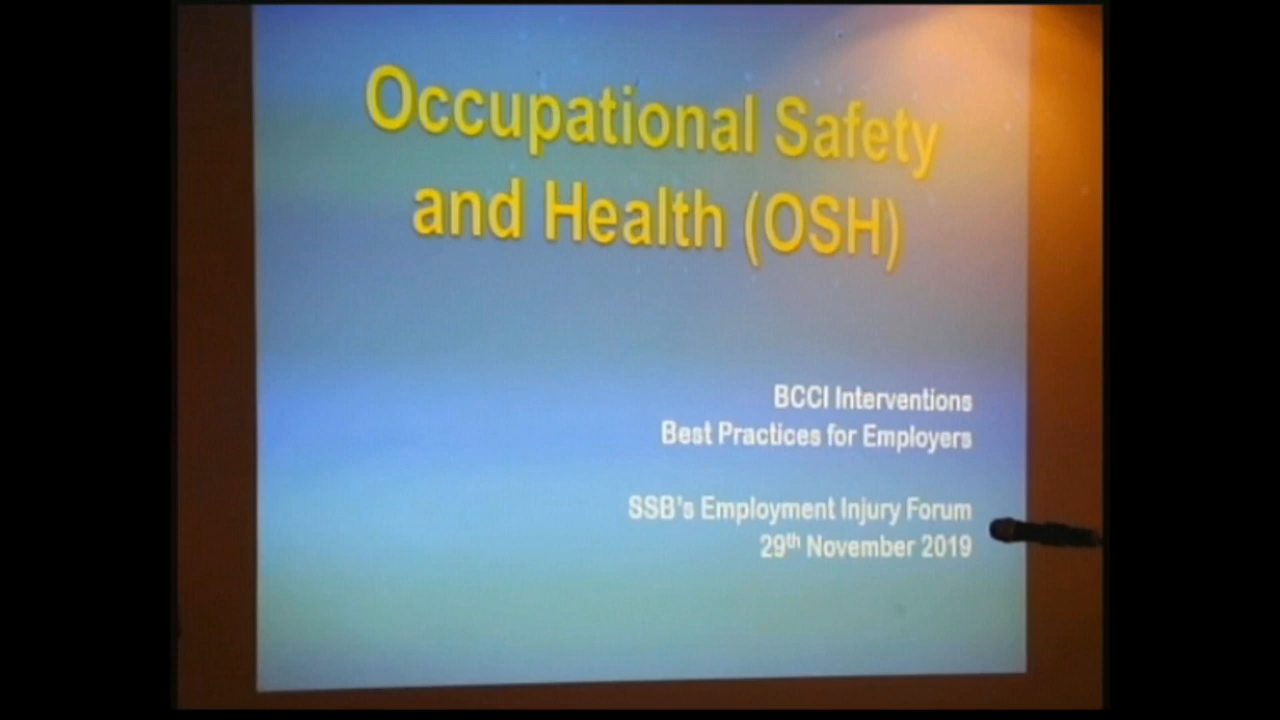 Occupational Safety
and Health (OSH)
BCCI Interventions
Best Practices for Employers
SSB's Employment Injury Forum
29th November 2019